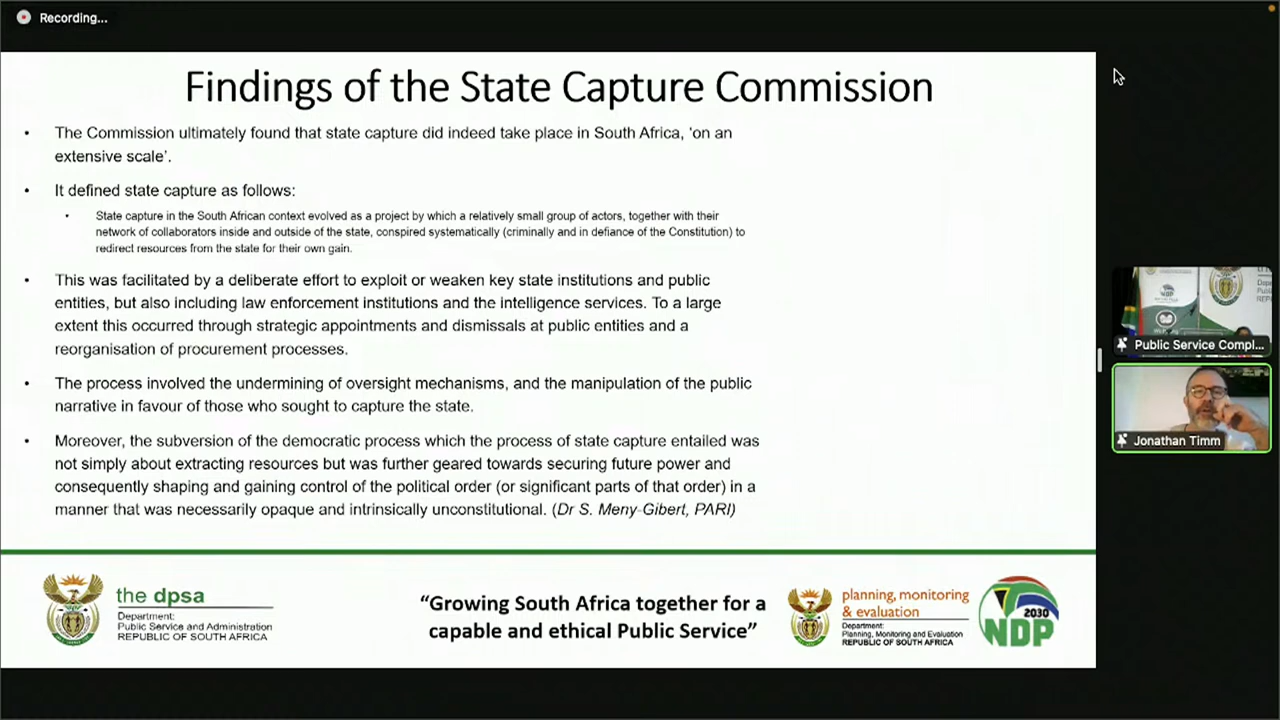 Recording...
Findings of the State Capture Commission
• The Commission ultimately found that state capture did indeed take place in South Africa, ‘on an
extensive scale’.
• It defined state capture as follows:
• State capture in the South African context evolved as a project by which a relatively small group of actors, together with their
network of collaborators inside and outside of the state, conspired systematically (criminally and in defiance of the Constitution) to
redirect resources from the state for their own gain.
• This was facilitated by a deliberate effort to exploit or weaken key state institutions and public
entities, but also including law enforcement institutions and the intelligence services. To a large
extent this occurred through strategic appointments and dismissals at public entities and a
reorganisation of procurement processes.
• The process involved the undermining of oversight mechanisms, and the manipulation of the public
narrative in favour of those who sought to capture the state.
• Moreover, the subversion of the democratic process which the process of state capture entailed was
not simply about extracting resources but was further geared towards securing future power and
consequently shaping and gaining control of the political order (or significant parts of that order) in a
manner that was necessarily opaque and intrinsically unconstitutional. (Dr S. Meny-Gibert, PARI)
the dpsa
Department:
Public Service and Administration
REPUBLIC OF SOUTH AFRICA
“Growing South Africa together for a
capable and ethical Public Service”
planning, monitoring
& evaluation
Department:
Planning, Monitoring and Evaluation
REPUBLIC OF SOUTH AFRICA
2030
NDP
NDP
Public Service Compl...
Jonathan Timm